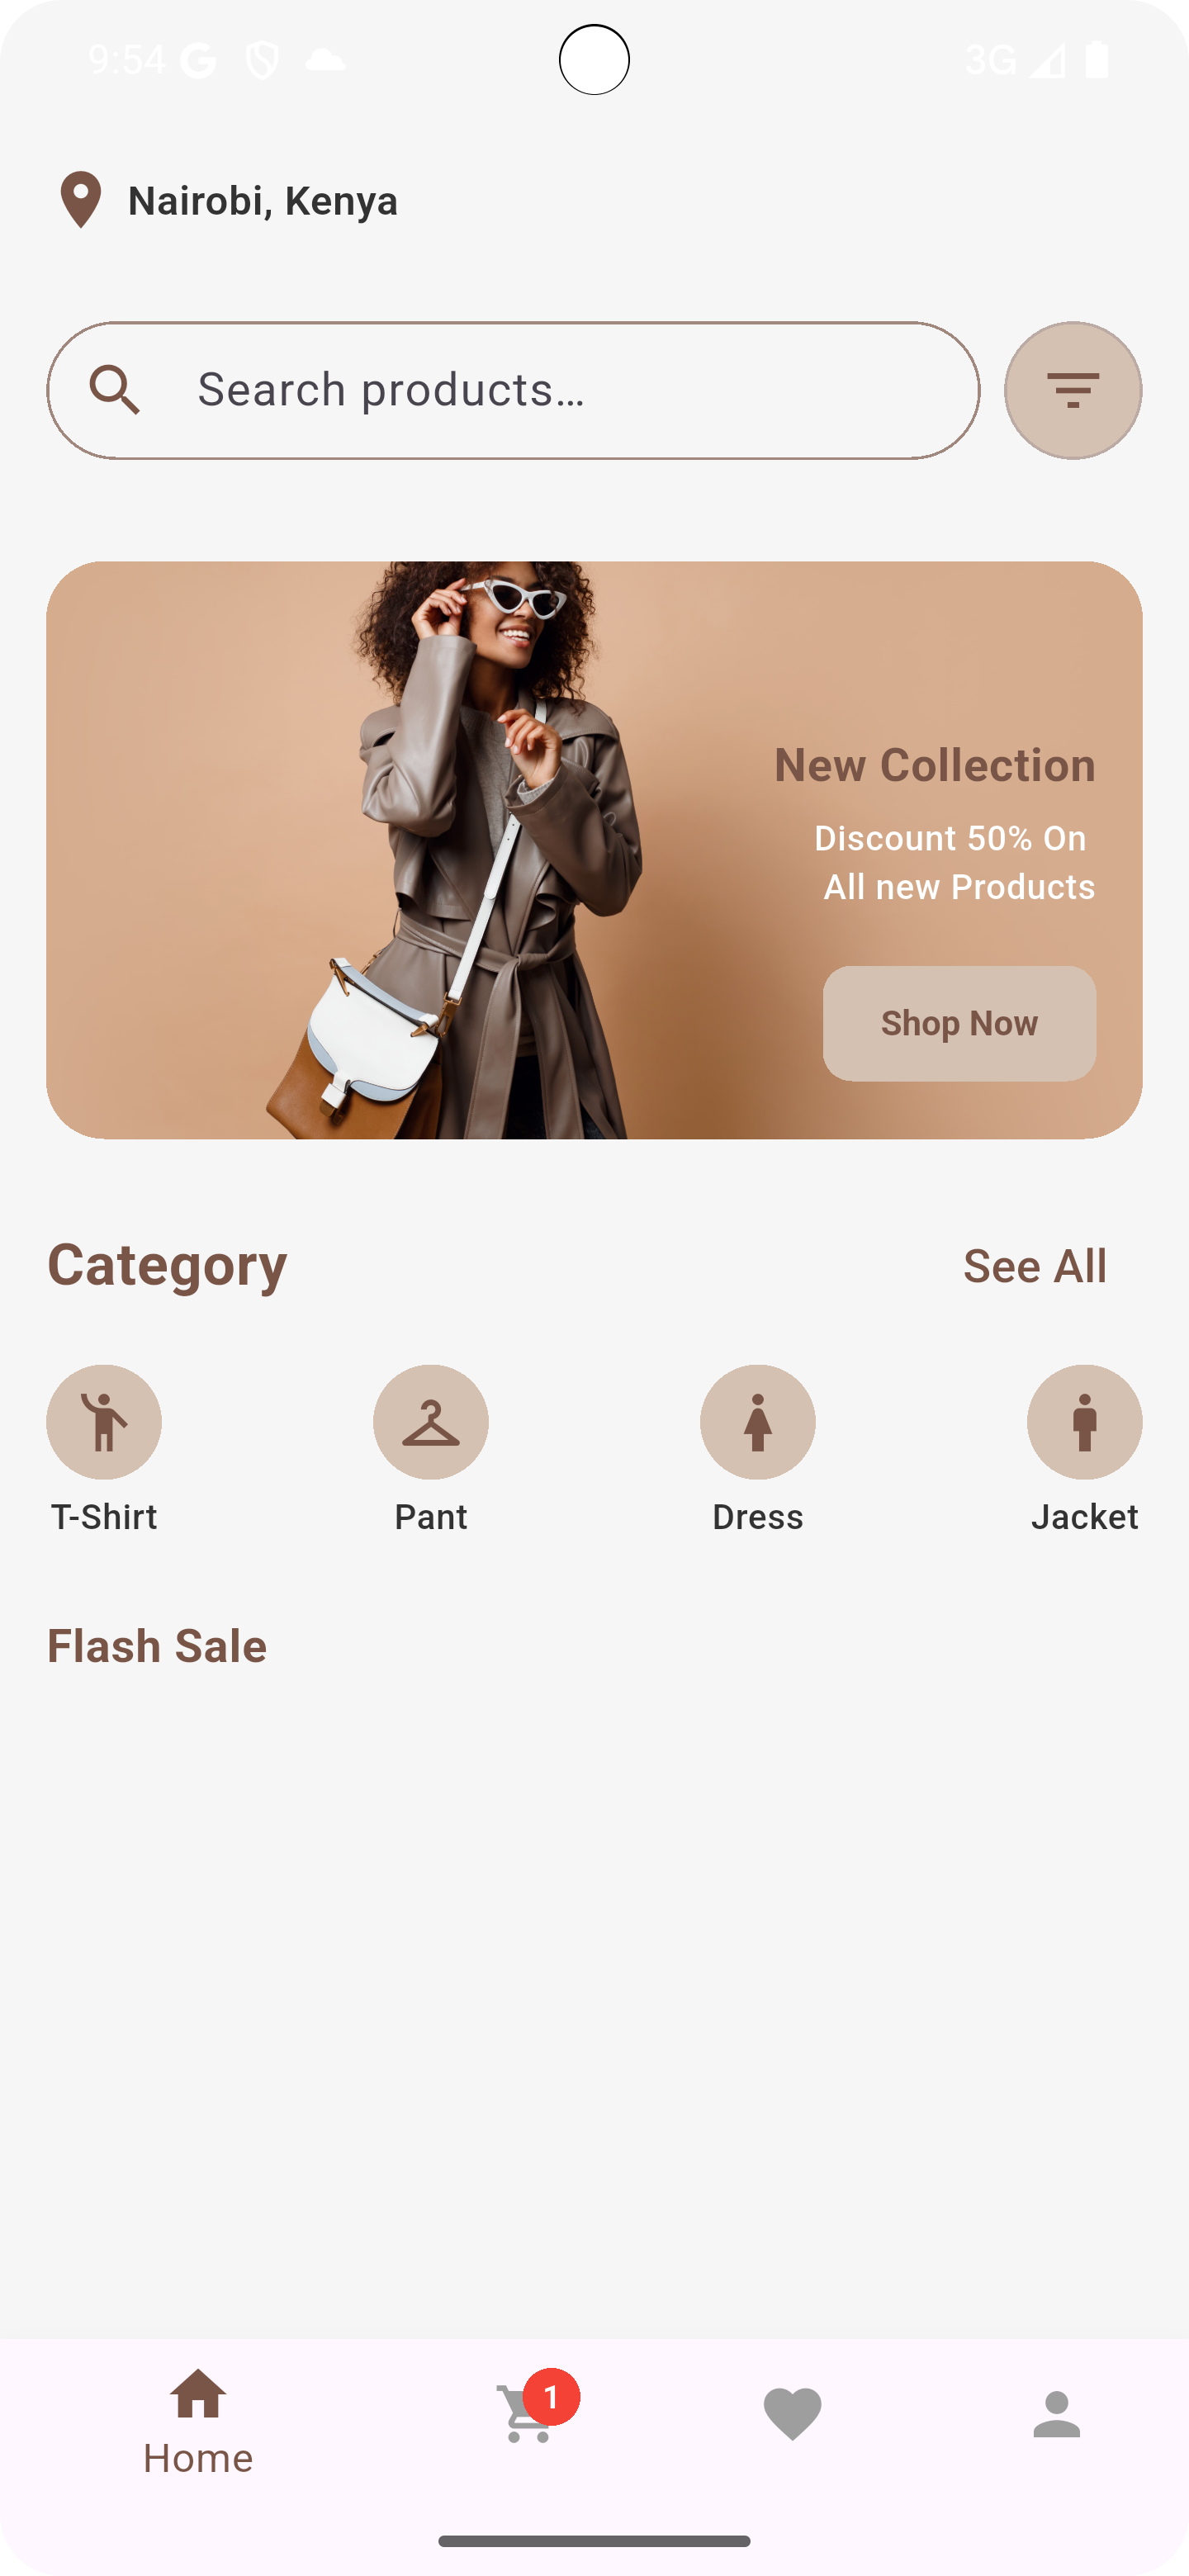 9:54
3G
Nairobi, Kenya
Search products...
New Collection
Discount 50% On
All new Products
Shop Now
Category
See All
T-Shirt
Pant
Dress
Jacket
Flash Sale
1
Home